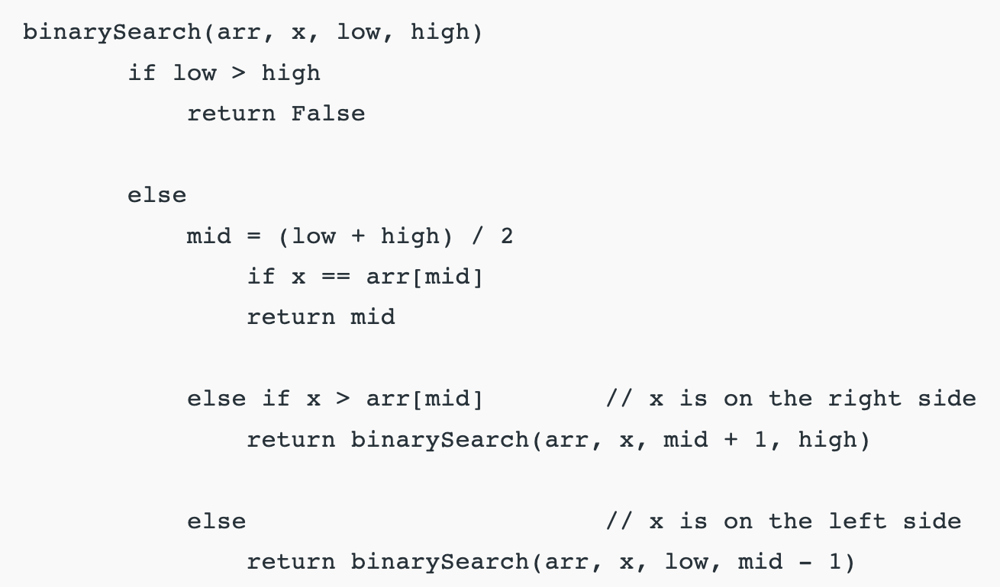 binarySearch(arr, x, low, high)
       if low > high
           return False

       else
           mid = (low + high) / 2
               if x == arr[mid]
               return mid

           else if x > arr[mid]        // x is on the right side
               return binarySearch(arr, x, mid + 1, high)

           else                        // x is on the left side
               return binarySearch(arr, x, low, mid - 1)